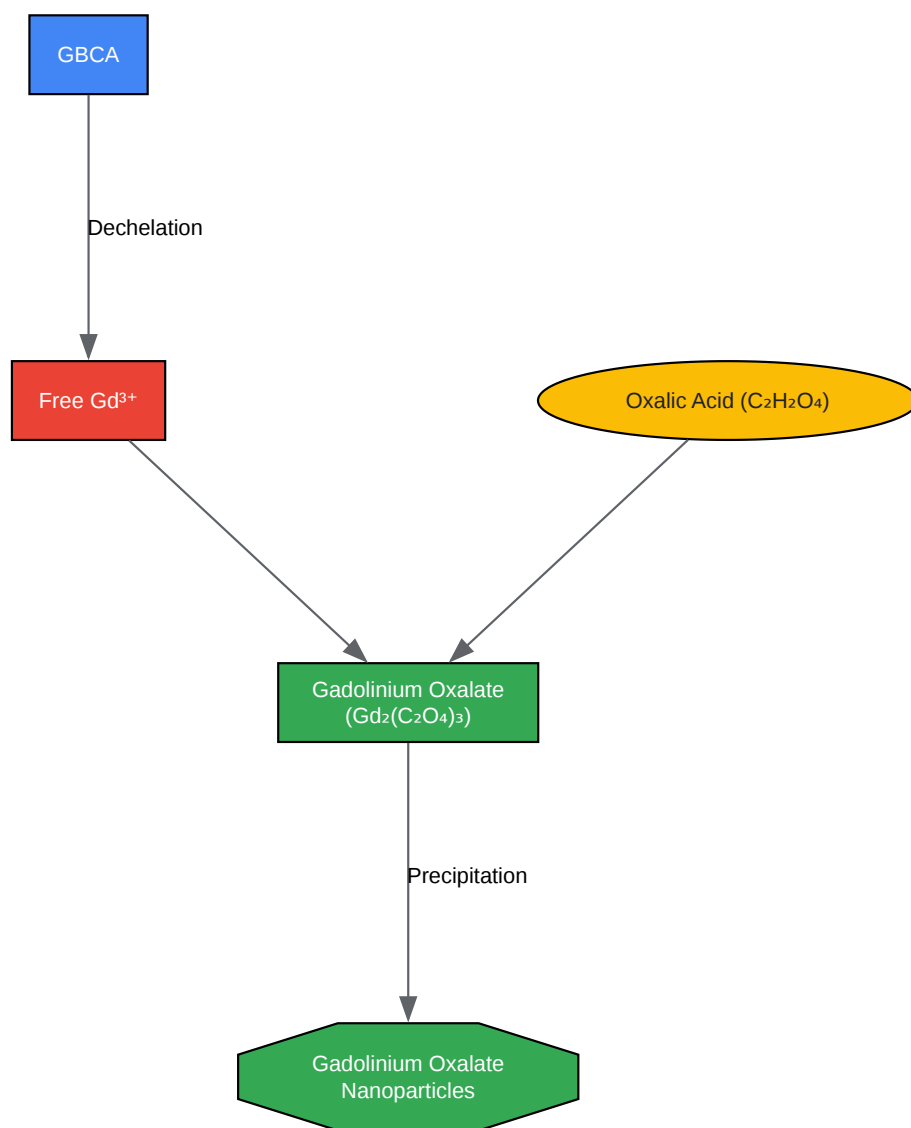 GBCA
Dechelation
Free Gd³⁺
Oxalic Acid (C₂H₂O₄)
Gadolinium Oxalate
(Gd₂(C₂O₄)₃)
Precipitation
Gadolinium Oxalate
Nanoparticles